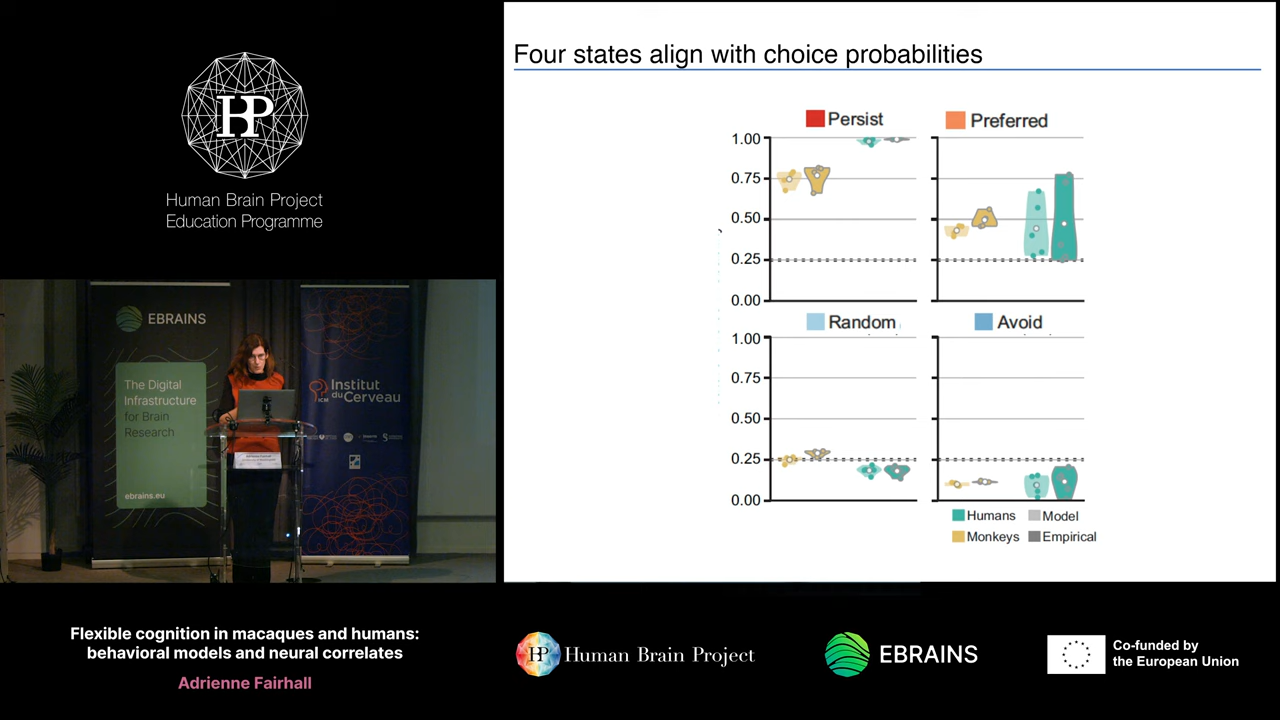 HP
Human Brain Project
Education Programme
EBRAINS
The Digital
Infrastructure
for Brain
Research
ebrains.eu
ICM
Institut
du Cerveau
Four states align with choice probabilities
Persist
Preferred
1.00
0.75
0.50
0.25
0.00
Random
Avoid
1.00
0.75
0.50
0.25
0.00
Humans
Model
Monkeys
Empirical
Flexible cognition in macaques and humans:
behavioral models and neural correlates
Adrienne Fairhall
HP Human Brain Project
EBRAINS
Co-funded by
the European Union